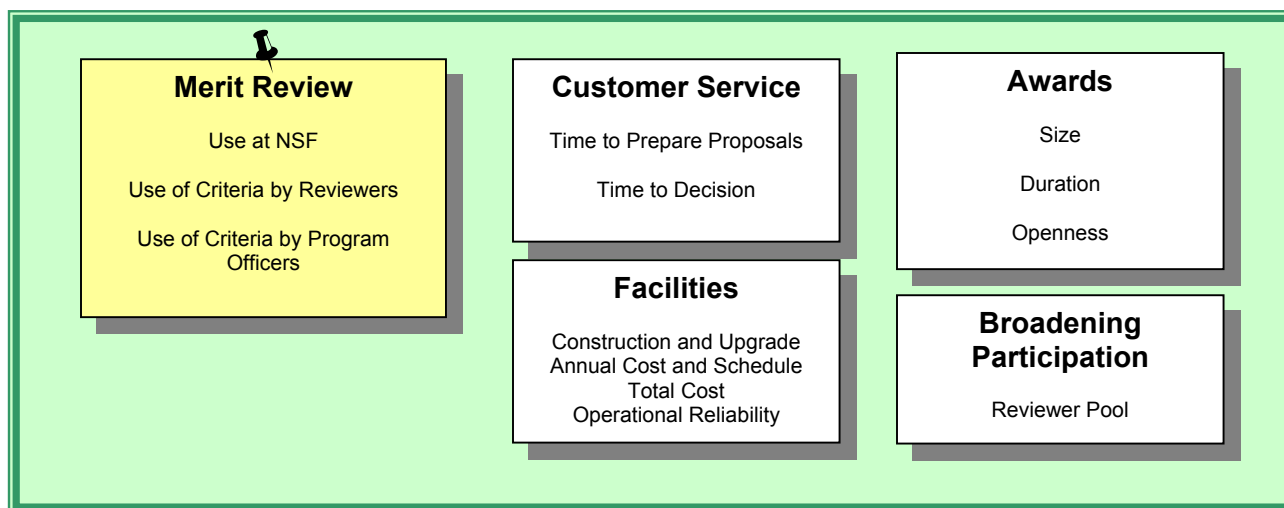 Merit Review
Use at NSF
Use of Criteria by Reviewers
Use of Criteria by Program
Officers
Customer Service
Time to Prepare Proposals
Time to Decision
Facilities
Construction and Upgrade
Annual Cost and Schedule
Total Cost
Operational Reliability
Awards
Size
Duration
Openness
Broadening
Participation
Reviewer Pool